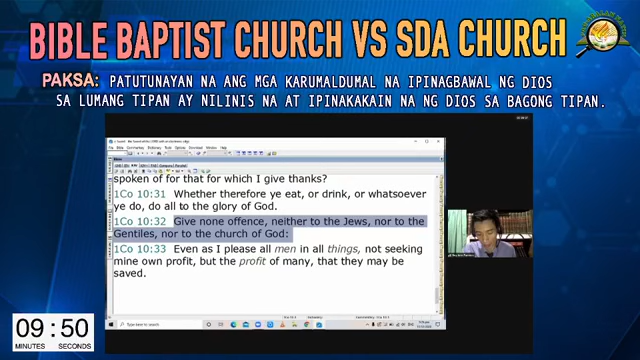 BIBLE BAPTIST CHURCH VS SDA CHURCH
PAKSA: PATUTUNAYAN NA ANG MGA KARUMALDUMAL NA IPINAGBAWAL NG DIOS
SA LUMANG TIPAN AY NILINIS NA AT IPINAKAKAIN NA NG DIOS SA BAGONG TIPAN.
spoken of for that for which I give thanks?
1Co 10:31 Whether therefore ye eat, or drink, or whatsoever
ye do, do all to the glory of God.
1Co 10:32 Give none offence, neither to the Jews, nor to the
Gentiles, nor to the church of God:
1Co 10:33 Even as I please all men in all things, not seeking
mine own profit, but the profit of many, that they may be
saved.
Type here to search
09:50
MINUTES SECONDS